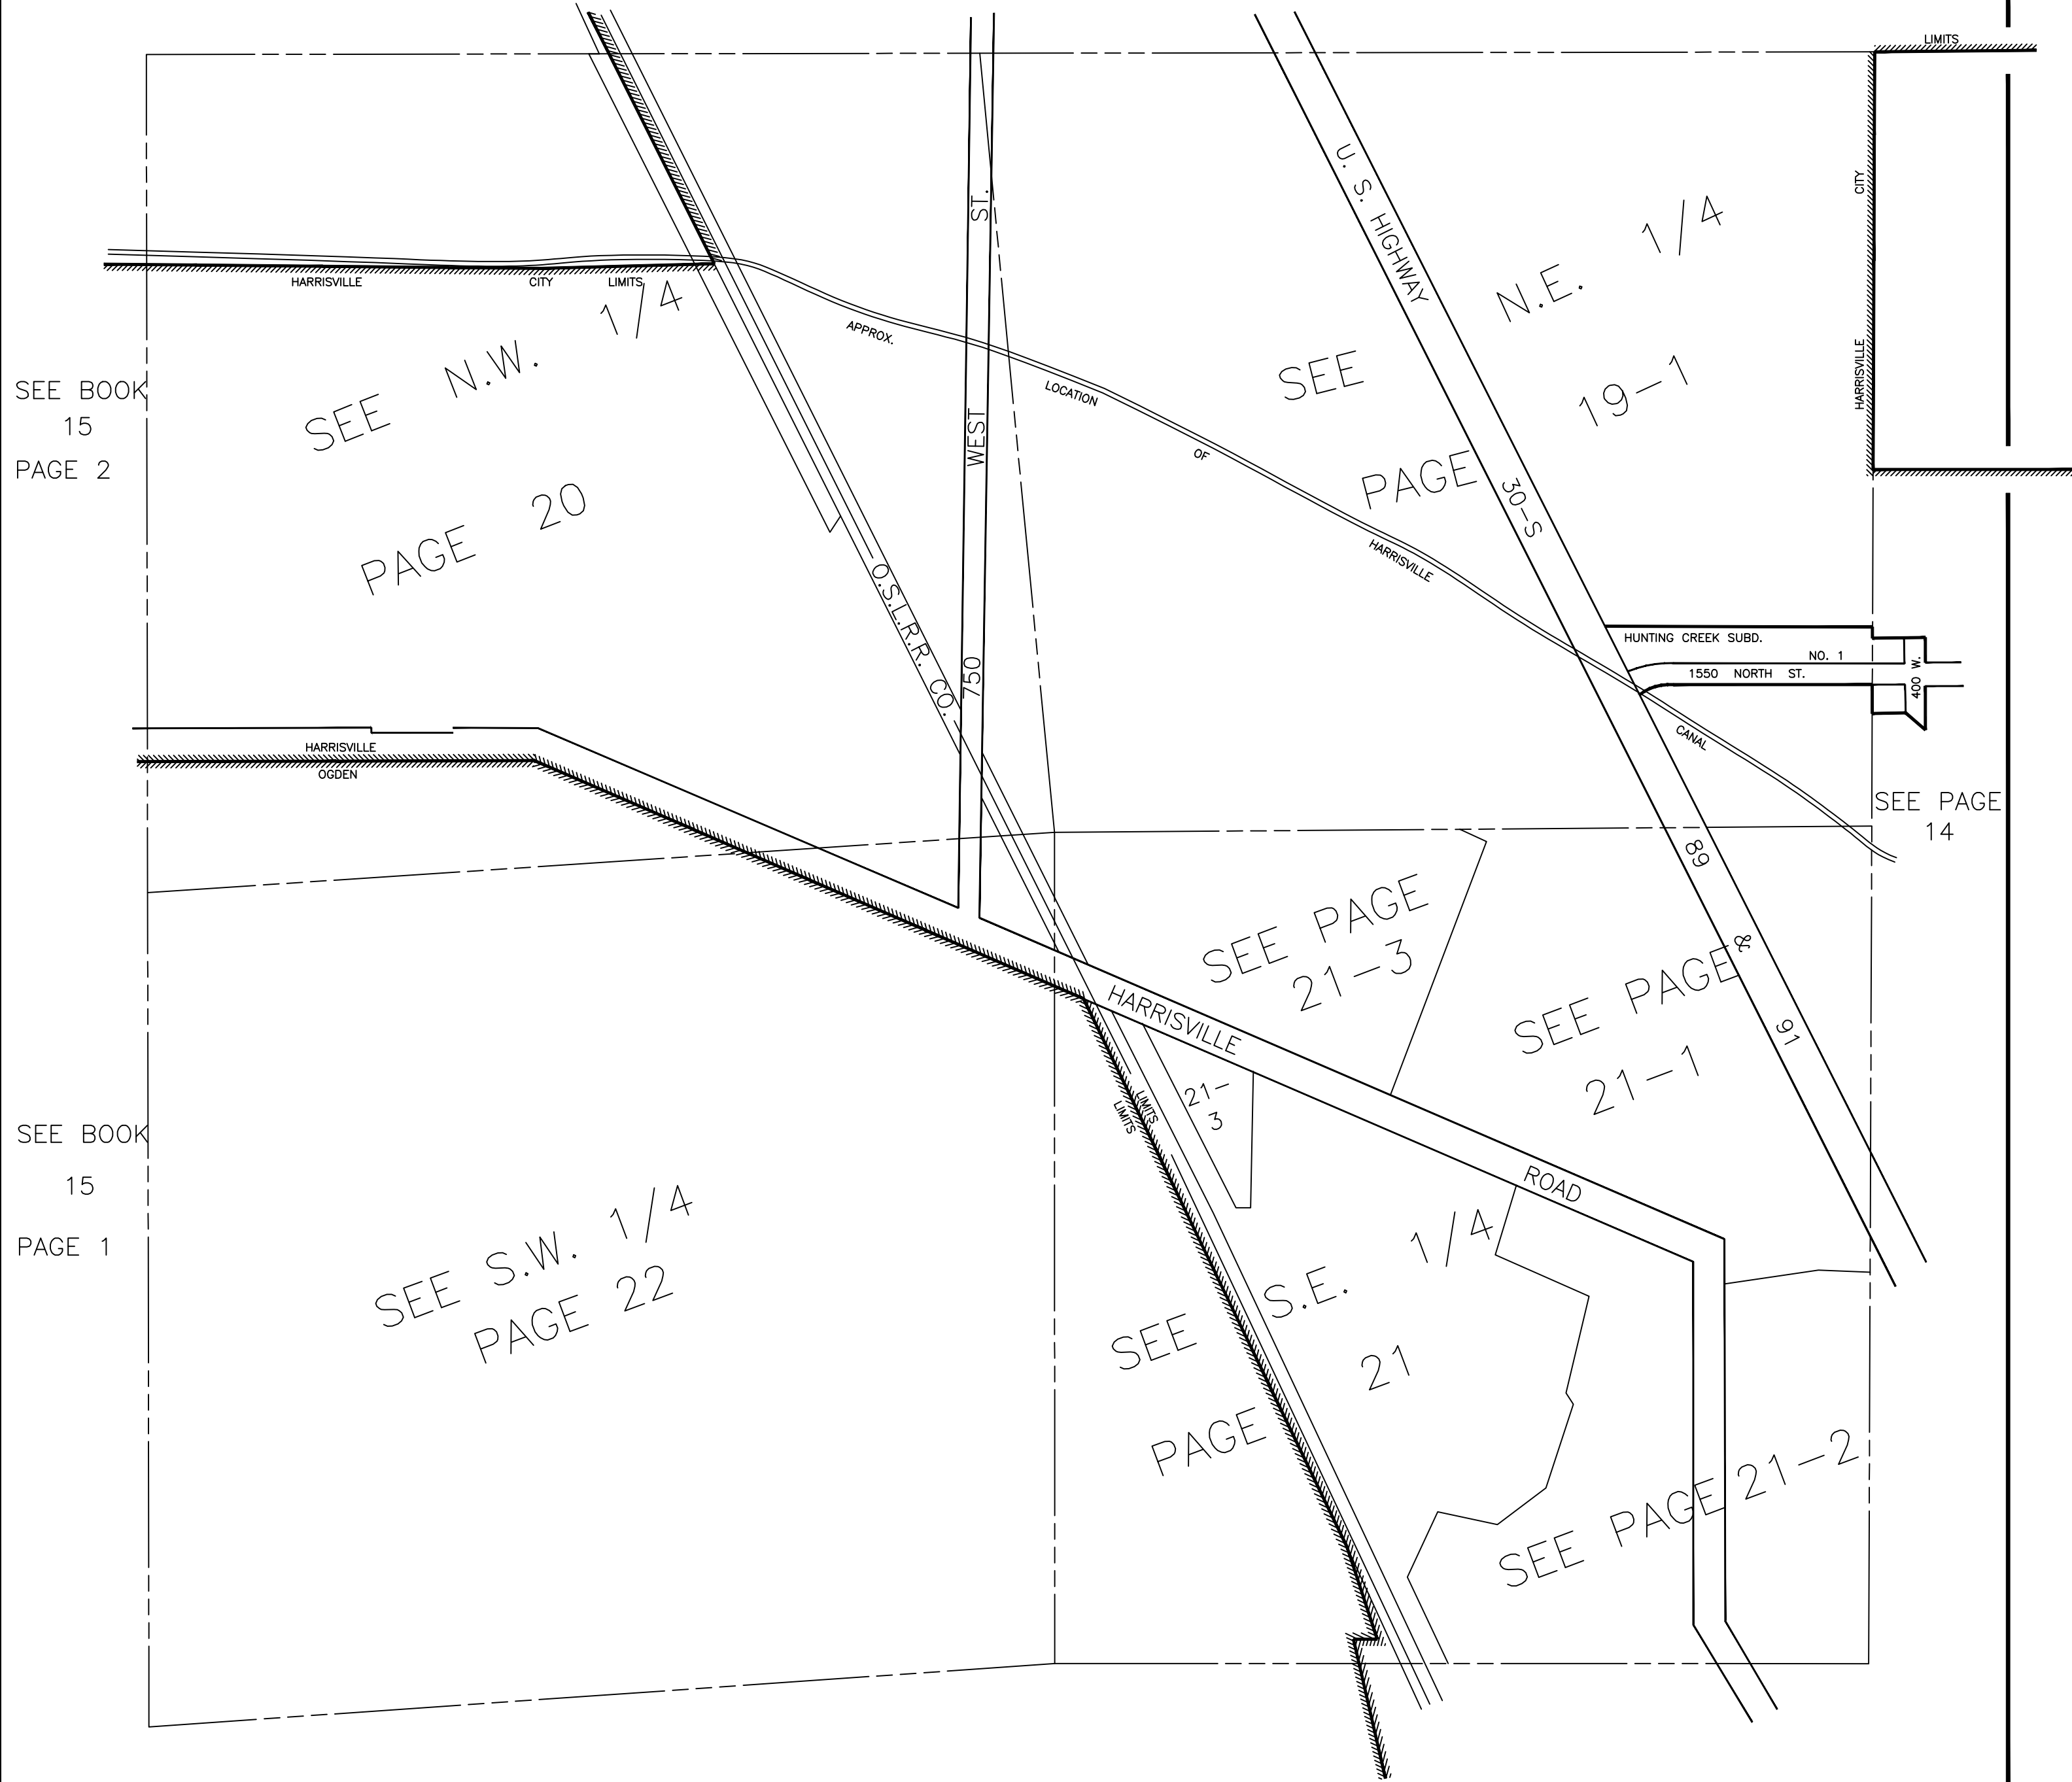 LIMITS
CITY
HARRISVILLE
U. S. HIGHWAY 30-S 89 & 91
750 WEST ST.
HARRISVILLE CITY LIMITS
SEE N.W. 1/4
PAGE 20
SEE N.E. 1/4
PAGE 19-1
APPROX. LOCATION OF HARRISVILLE CANAL
SEE BOOK
15
PAGE 2
O.S.L.R.R. CO.
HUNTING CREEK SUBD.
NO. 1
1550 NORTH ST.
400 W.
HARRISVILLE
OGDEN
SEE PAGE
14
SEE PAGE
21-3
SEE PAGE
21-1
HARRISVILLE ROAD
21-
3
LIMITS
LIMITS
SEE BOOK
15
PAGE 1
SEE S.W. 1/4
PAGE 22
SEE S.E. 1/4
PAGE 21
SEE PAGE 21-2